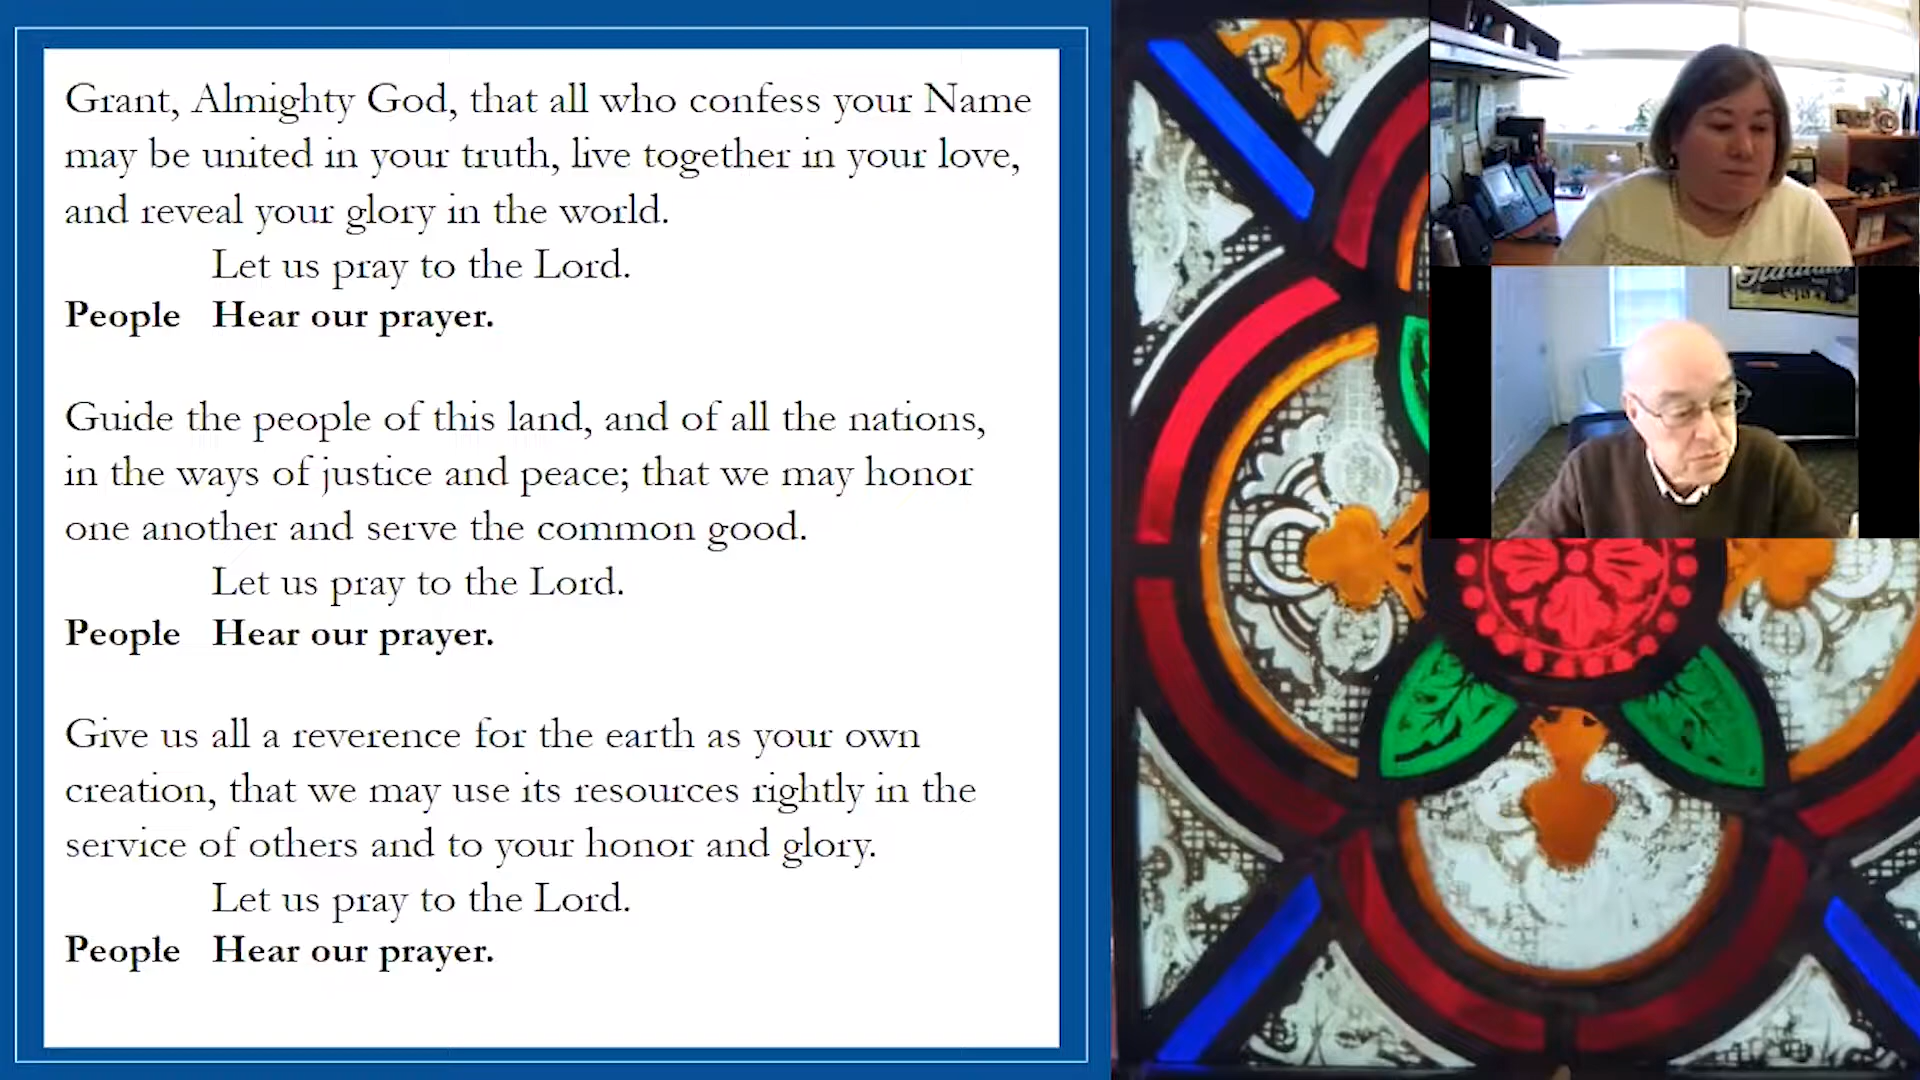 Grant, Almighty God, that all who confess your Name
may be united in your truth, live together in your love,
and reveal your glory in the world.
Let us pray to the Lord.
People Hear our prayer.
Guide the people of this land, and of all the nations,
in the ways of justice and peace; that we may honor
one another and serve the common good.
Let us pray to the Lord.
People Hear our prayer.
Give us all a reverence for the earth as your own
creation, that we may use its resources rightly in the
service of others and to your honor and glory.
Let us pray to the Lord.
People Hear our prayer.